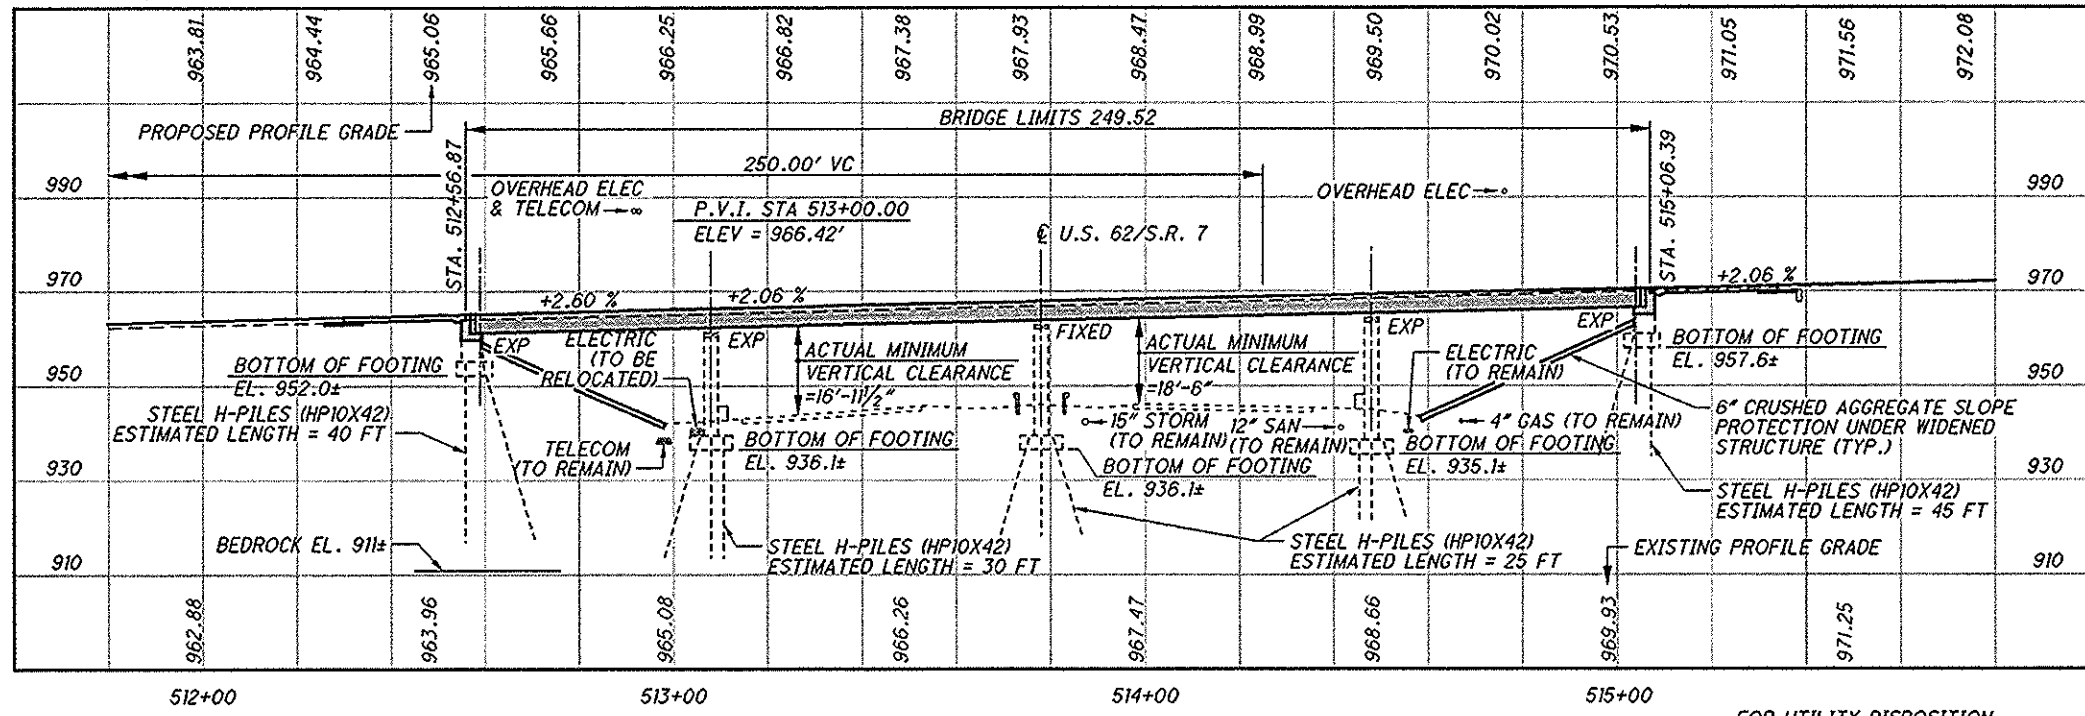 963.81
964.44
965.06
965.66
966.25
966.82
967.38
967.93
968.47
968.99
969.50
970.02
970.53
971.05
971.56
972.08
PROPOSED PROFILE GRADE
STA. 512+56.87
BRIDGE LIMITS 249.52
STA. 515+06.39
250.00' VC
990
OVERHEAD ELEC
& TELECOM
P.V.I. STA 513+00.00
ELEV = 966.42'
℄ U.S. 62/S.R. 7
OVERHEAD ELEC
990
970
+2.60 %
+2.06 %
+2.06 %
970
EXP
EXP
FIXED
EXP
EXP
ELECTRIC
(TO BE
RELOCATED)
ACTUAL MINIMUM
VERTICAL CLEARANCE
=16'-11½"
ACTUAL MINIMUM
VERTICAL CLEARANCE
=18'-6"
ELECTRIC
(TO REMAIN)
BOTTOM OF FOOTING
EL. 952.0±
BOTTOM OF FOOTING
EL. 957.6±
950
950
STEEL H-PILES (HP10X42)
ESTIMATED LENGTH = 40 FT
TELECOM
(TO REMAIN)
BOTTOM OF FOOTING
EL. 936.1±
15" STORM
(TO REMAIN)
12" SAN
(TO REMAIN)
4" GAS (TO REMAIN)
6" CRUSHED AGGREGATE SLOPE
PROTECTION UNDER WIDENED
STRUCTURE (TYP.)
BOTTOM OF FOOTING
EL. 936.1±
BOTTOM OF FOOTING
EL. 935.1±
930
930
STEEL H-PILES (HP10X42)
ESTIMATED LENGTH = 45 FT
BEDROCK EL. 911±
STEEL H-PILES (HP10X42)
ESTIMATED LENGTH = 30 FT
STEEL H-PILES (HP10X42)
ESTIMATED LENGTH = 25 FT
EXISTING PROFILE GRADE
910
910
962.88
963.96
965.08
966.26
967.47
968.66
969.93
971.25
512+00
513+00
514+00
515+00
FOR UTILITY DISPOSITION